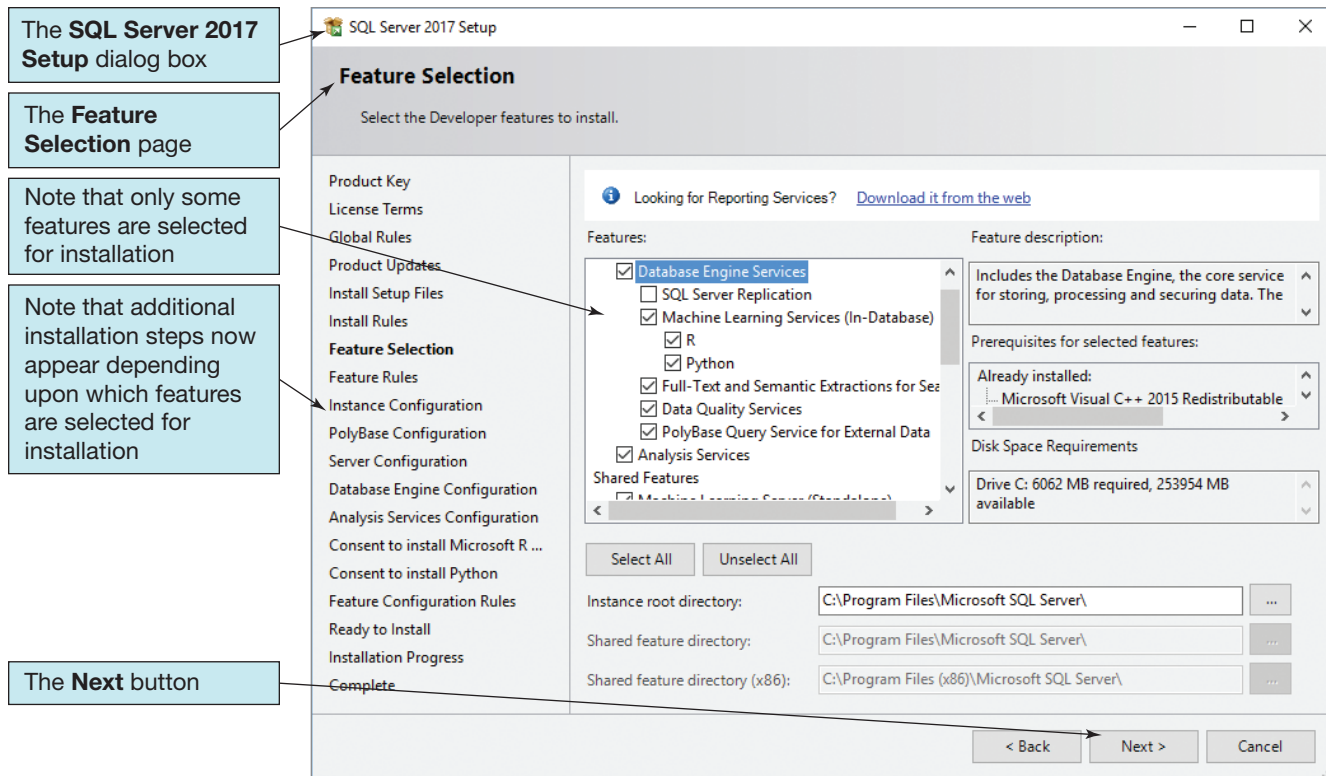 The SQL Server 2017
Setup dialog box
The Feature
Selection page
Note that only some
features are selected
for installation
Note that additional
installation steps now
appear depending
upon which features
are selected for
installation
The Next button
SQL Server 2017 Setup
Feature Selection
Select the Developer features to install.
Product Key
License Terms
Global Rules
Product Updates
Install Setup Files
Install Rules
Feature Selection
Feature Rules
Instance Configuration
PolyBase Configuration
Server Configuration
Database Engine Configuration
Analysis Services Configuration
Consent to install Microsoft R ...
Consent to install Python
Feature Configuration Rules
Ready to Install
Installation Progress
Complete
Looking for Reporting Services? Download it from the web
Features:
Database Engine Services
SQL Server Replication
Machine Learning Services (In-Database)
R
Python
Full-Text and Semantic Extractions for Sea
Data Quality Services
PolyBase Query Service for External Data
Analysis Services
Shared Features
Machine Learning Server (Standalone)
Feature description:
Includes the Database Engine, the core service
for storing, processing and securing data. The
Prerequisites for selected features:
Already installed:
Microsoft Visual C++ 2015 Redistributable
Disk Space Requirements
Drive C: 6062 MB required, 253954 MB
available
Select All
Unselect All
Instance root directory: C:\Program Files\Microsoft SQL Server\ ...
Shared feature directory: C:\Program Files\Microsoft SQL Server\ ...
Shared feature directory (x86): C:\Program Files (x86)\Microsoft SQL Server\ ...
< Back
Next >
Cancel